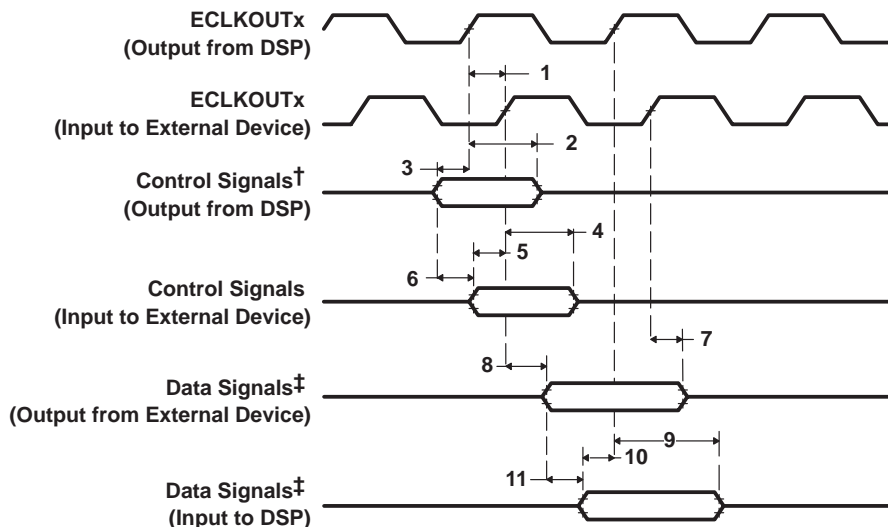 ECLKOUTx
(Output from DSP)
1
ECLKOUTx
(Input to External Device)
2
3
Control Signals†
(Output from DSP)
4
5
6
Control Signals
(Input to External Device)
7
8
Data Signals‡
(Output from External Device)
9
10
11
Data Signals‡
(Input to DSP)